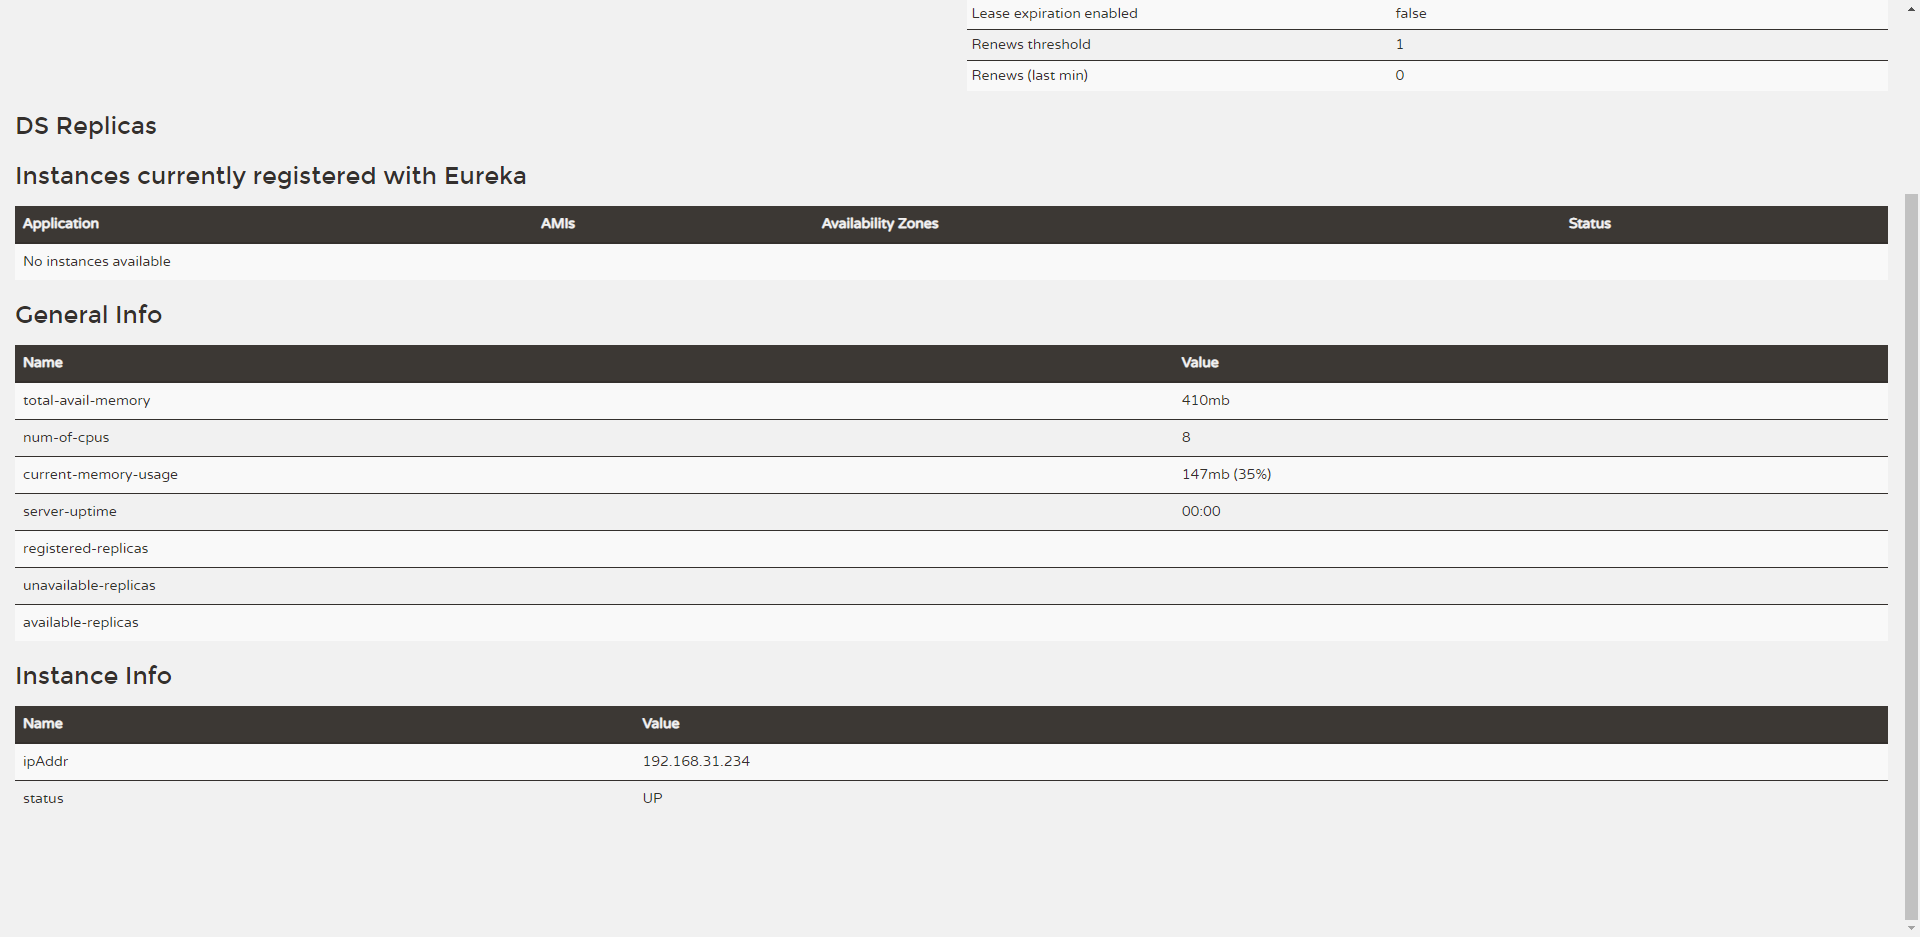 Lease expiration enabled false
Renews threshold 1
Renews (last min) 0
DS Replicas
Instances currently registered with Eureka
Application AMIs Availability Zones Status
No instances available
General Info
Name Value
total-avail-memory 410mb
num-of-cpus 8
current-memory-usage 147mb (35%)
server-uptime 00:00
registered-replicas
unavailable-replicas
available-replicas
Instance Info
Name Value
ipAddr 192.168.31.234
status UP